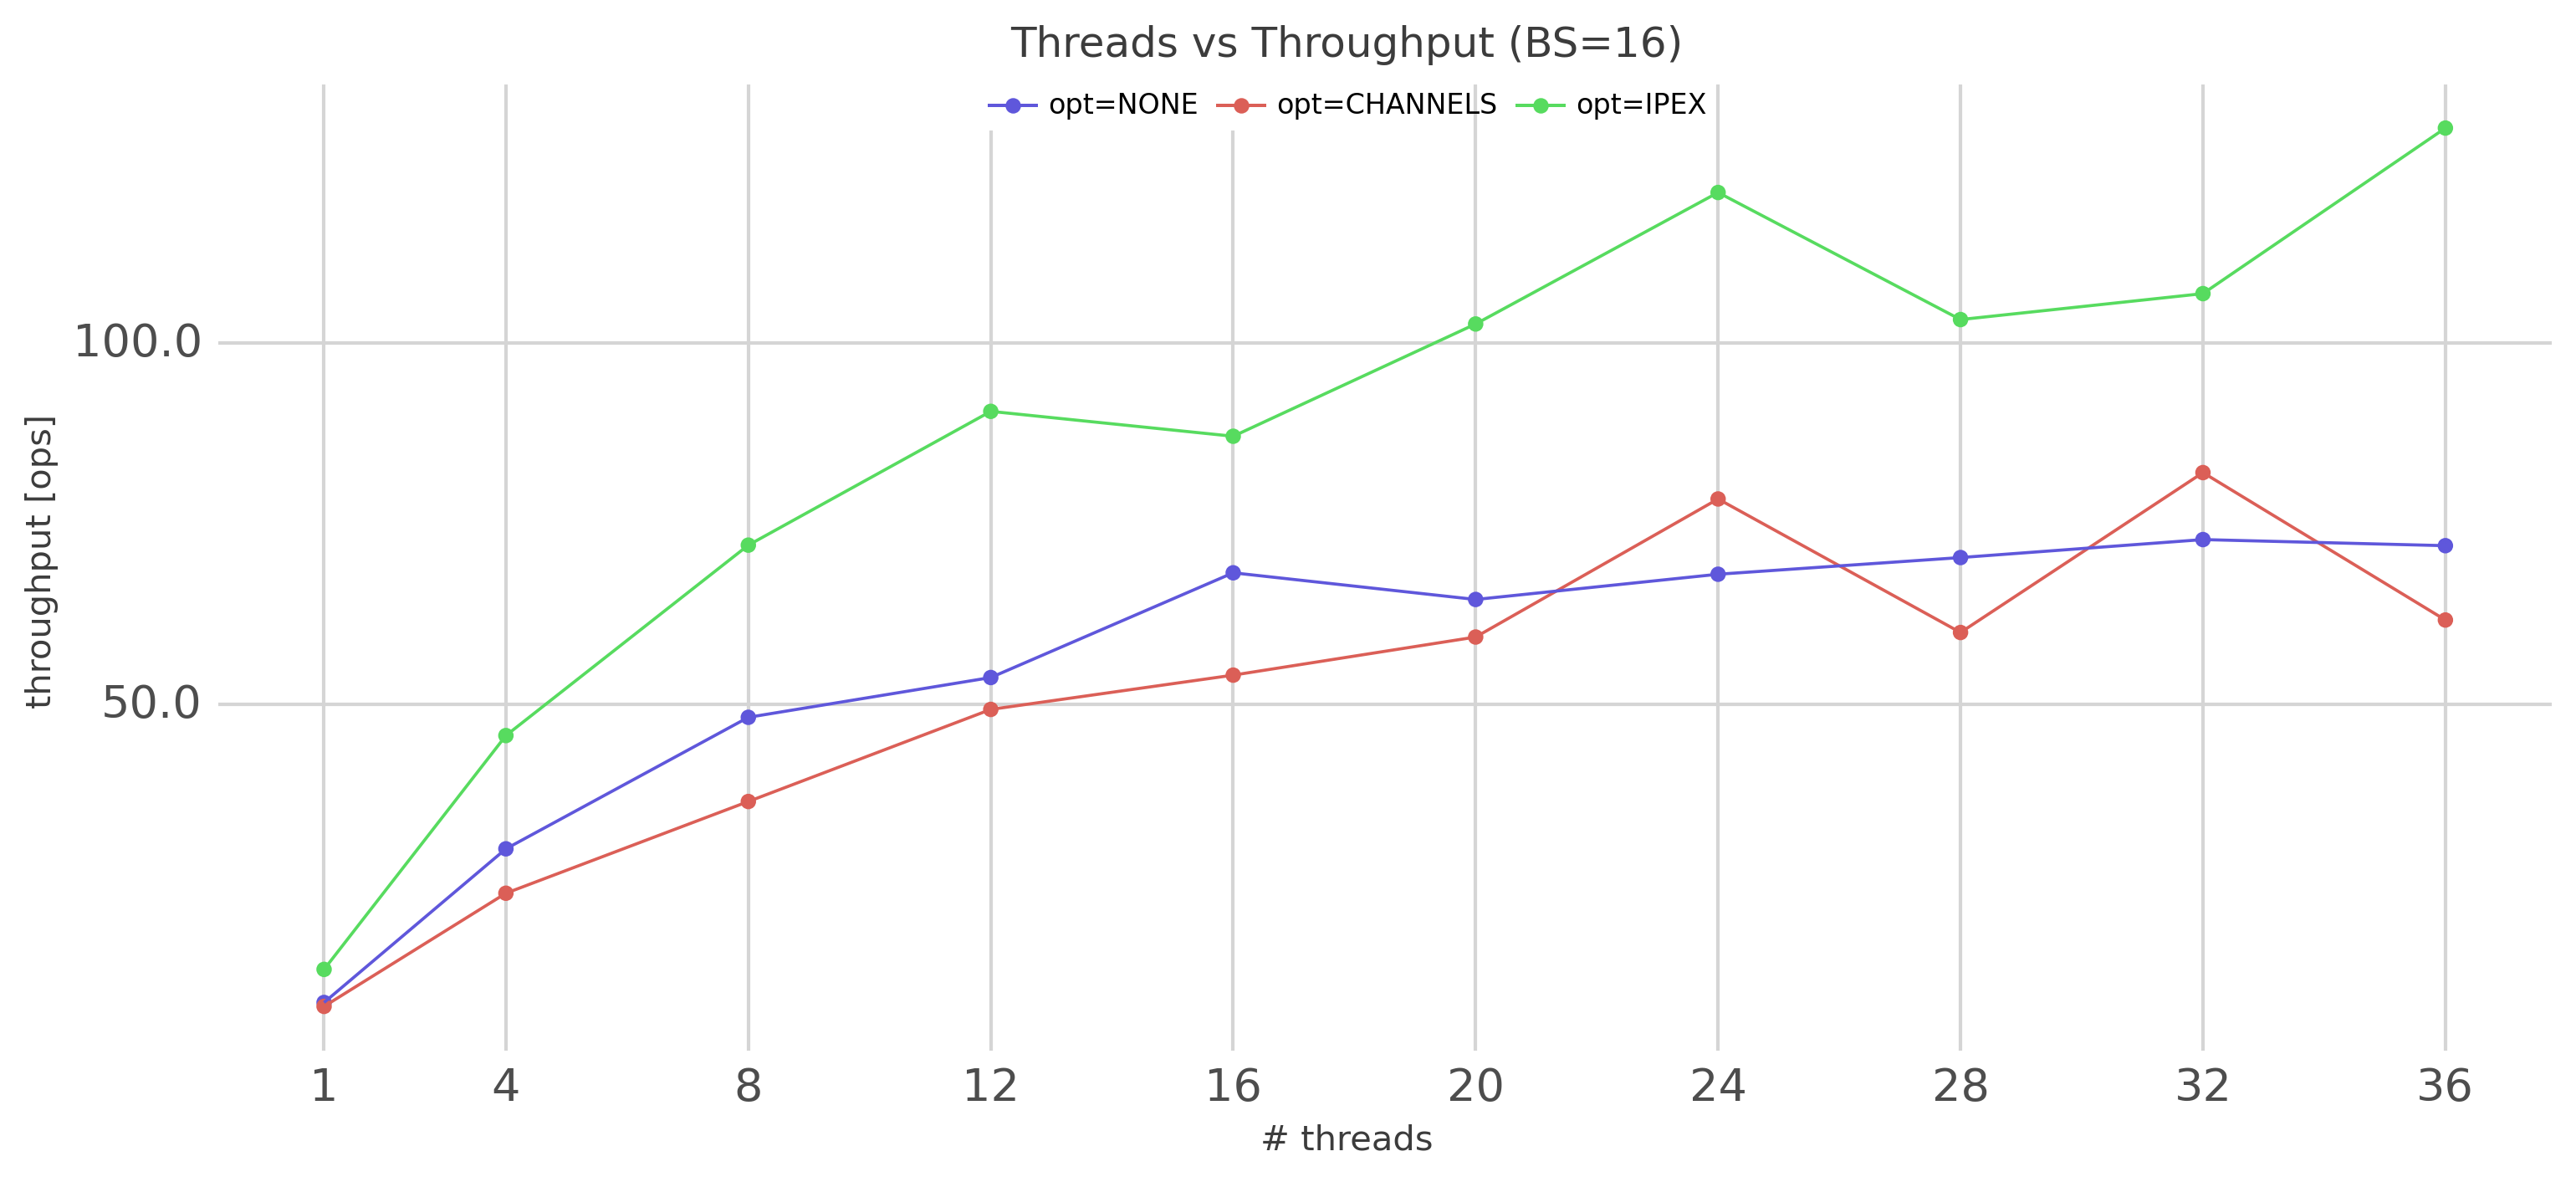 Threads vs Throughput (BS=16)
opt=NONE opt=CHANNELS opt=IPEX
throughput [ops]
100.0
50.0
1 4 8 12 16 20 24 28 32 36
# threads